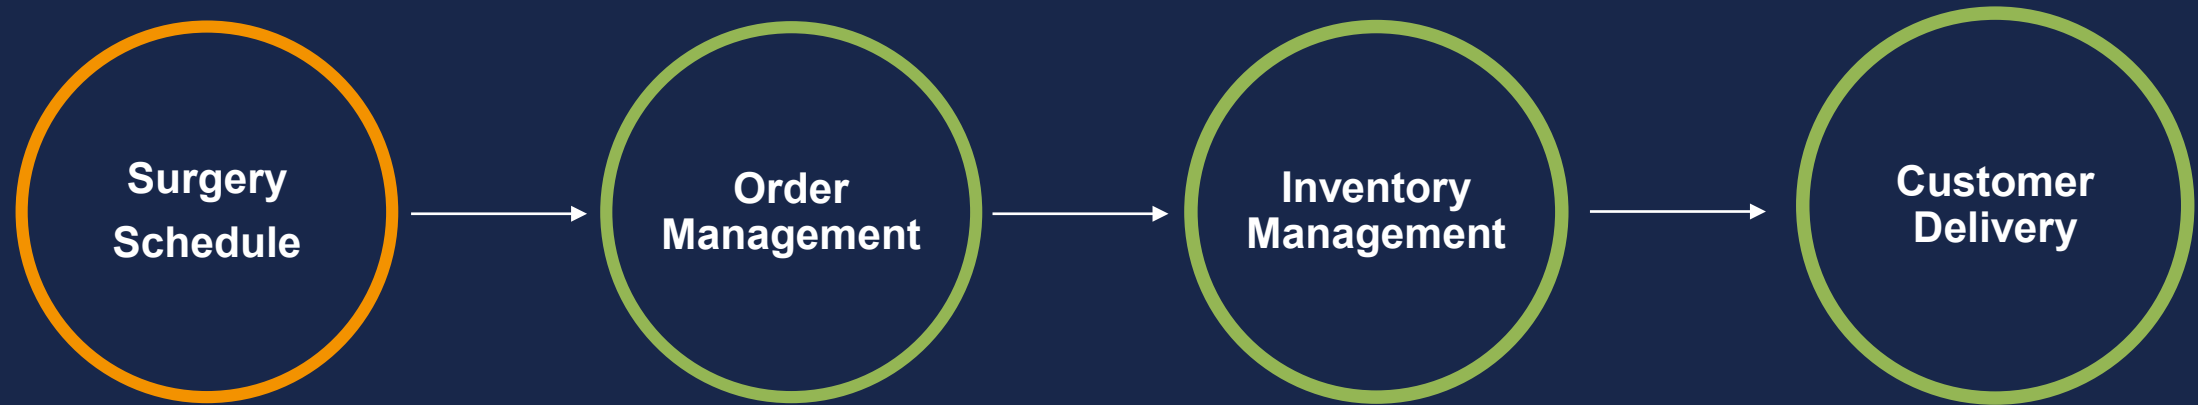 Surgery
Schedule
Order
Management
Inventory
Management
Customer
Delivery